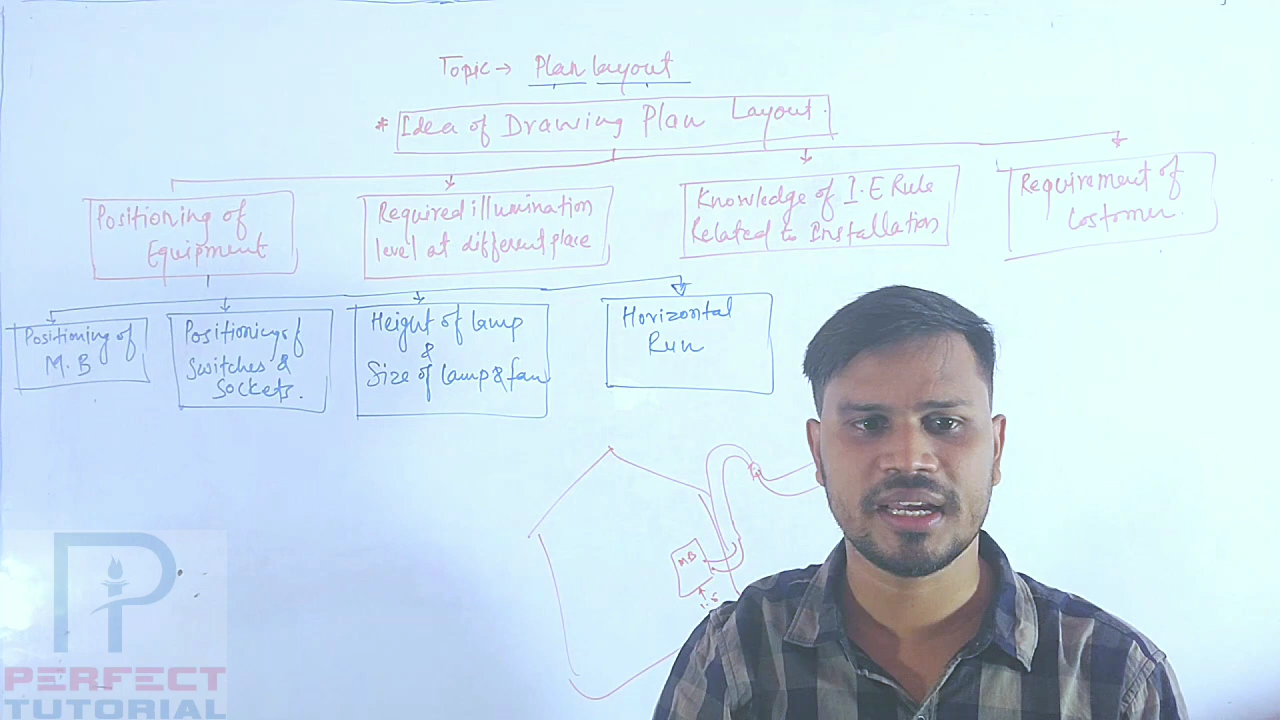 Topic → Plan layout
* Idea of Drawing Plan Layout.
Positioning of
Equipment
Required illumination
level at different place
Knowledge of I.E Rule
Related to Installation
Requirement of
Costomer.
Positioning of
M.B
Positioning of
Switches &
Sockets.
Height of lamp
&
Size of lamp & fan
Horizontal
Run
MB
PERFECT
TUTORIAL